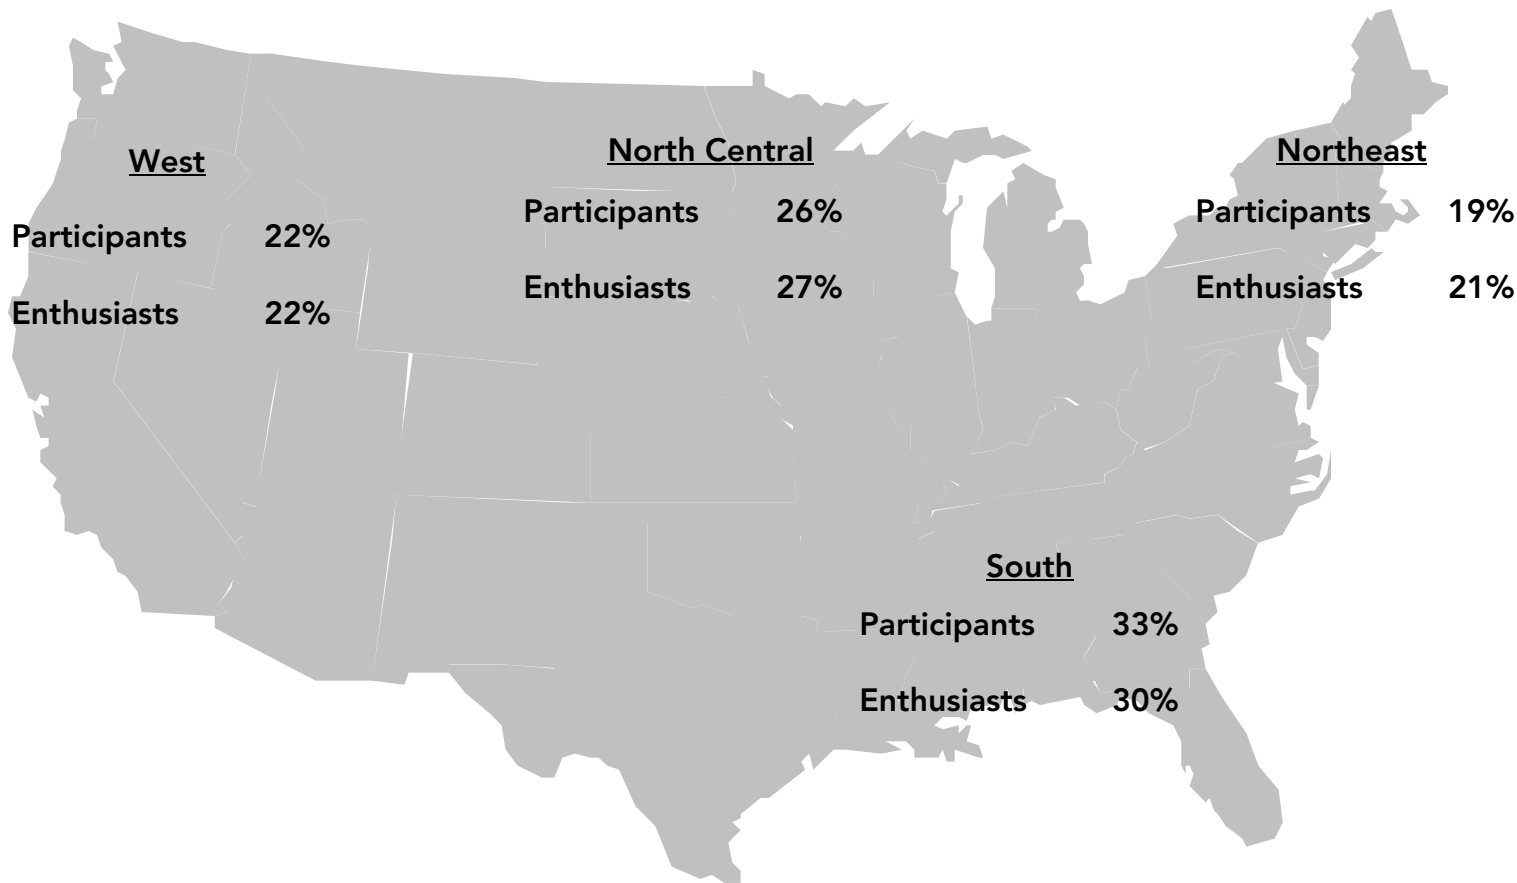 West
Participants 22%
Enthusiasts 22%
North Central
Participants 26%
Enthusiasts 27%
Northeast
Participants 19%
Enthusiasts 21%
South
Participants 33%
Enthusiasts 30%